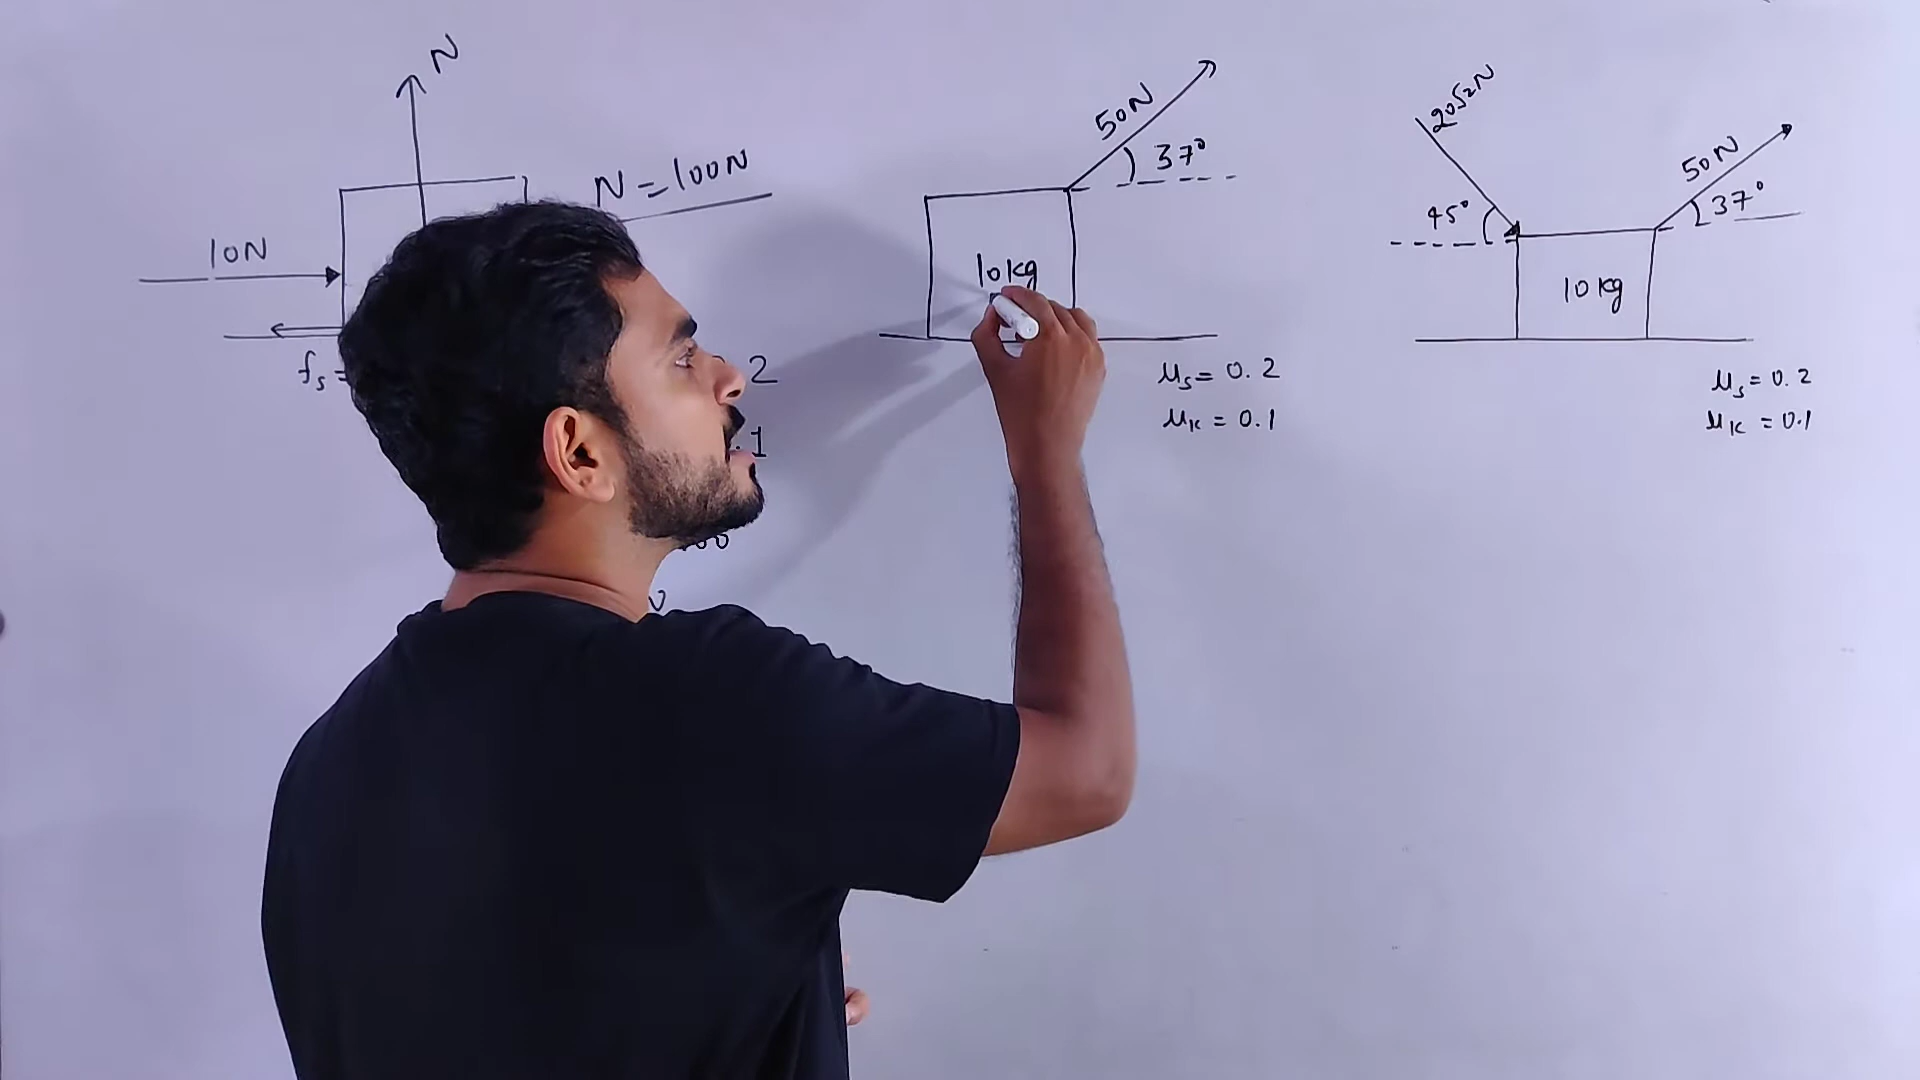 N
N = 100N
10N
fs =
2
.1
50N
37°
10kg
μs = 0.2
μk = 0.1
20√2N
45°
50N
37°
10kg
μs = 0.2
μk = 0.1